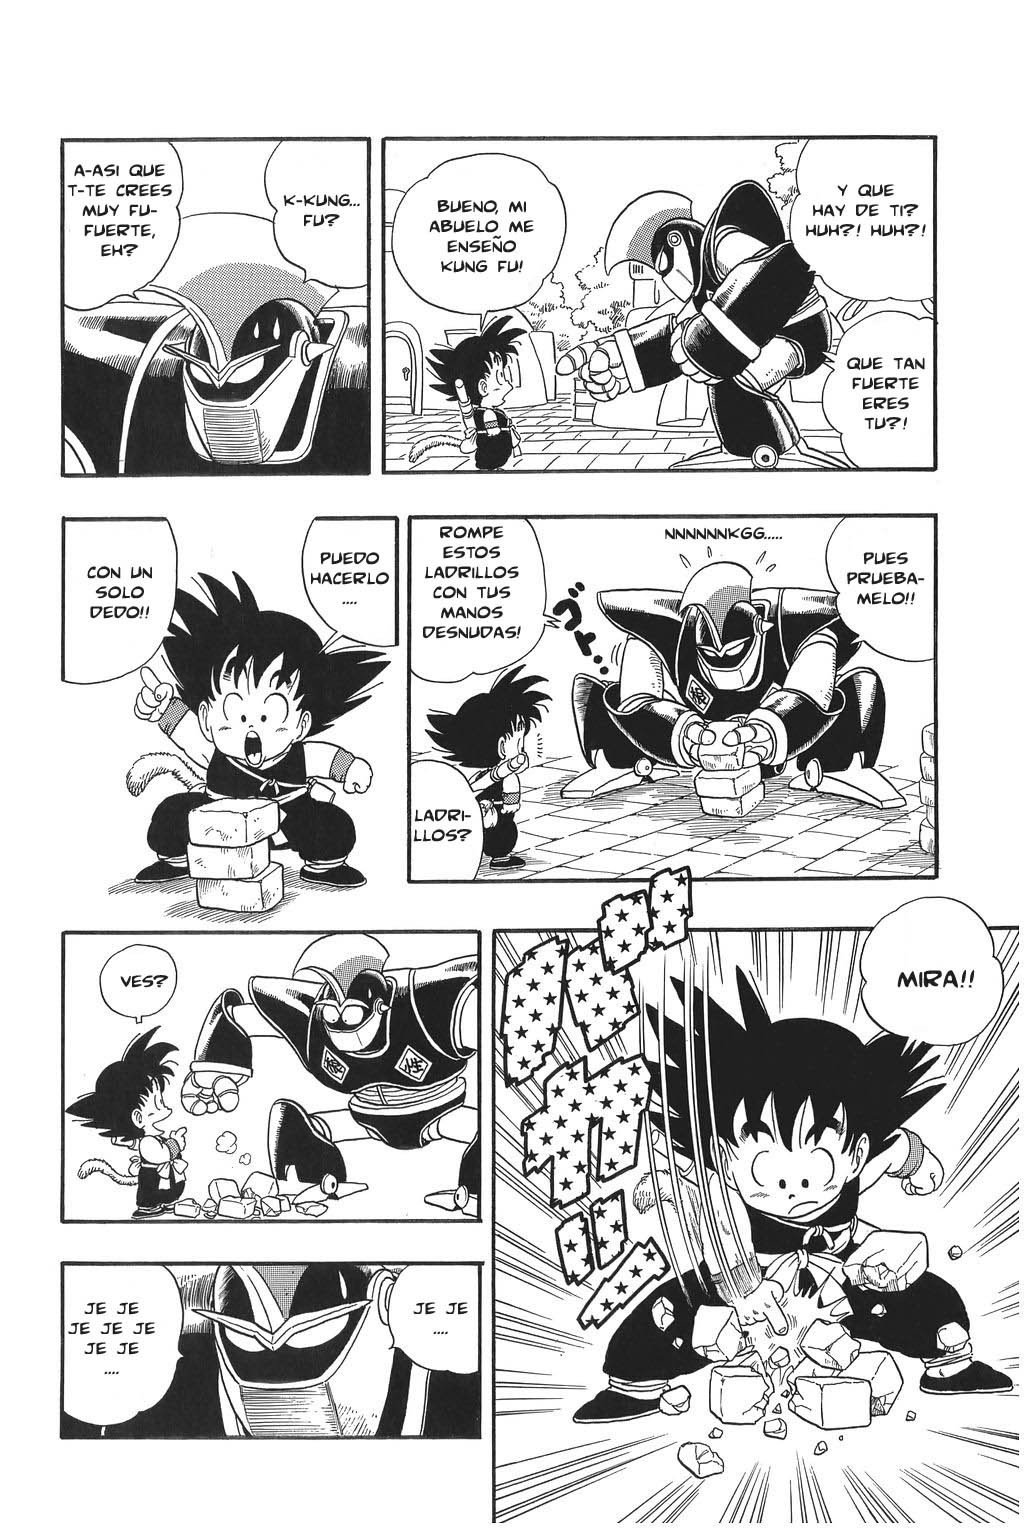 Y QUE
HAY DE TI?
HUH?! HUH?!
QUE TAN
FUERTE
ERES
TU?!
BUENO, MI
ABUELO ME
ENSEÑO
KUNG FU!
K-KUNG...
FU?
A-ASI QUE
T-TE CREES
MUY FU-
FUERTE,
EH?
PUES
PRUEBA-
MELO!!
NNNNNNKGG.....
ゴト...
ROMPE
ESTOS
LADRILLOS
CON TUS
MANOS
DESNUDAS!
LADRI-
LLOS?
PUEDO
HACERLO
....
CON UN
SOLO
DEDO!!
MIRA!!
VES?
JE JE
....
JE JE
JE JE JE
JE JE
....